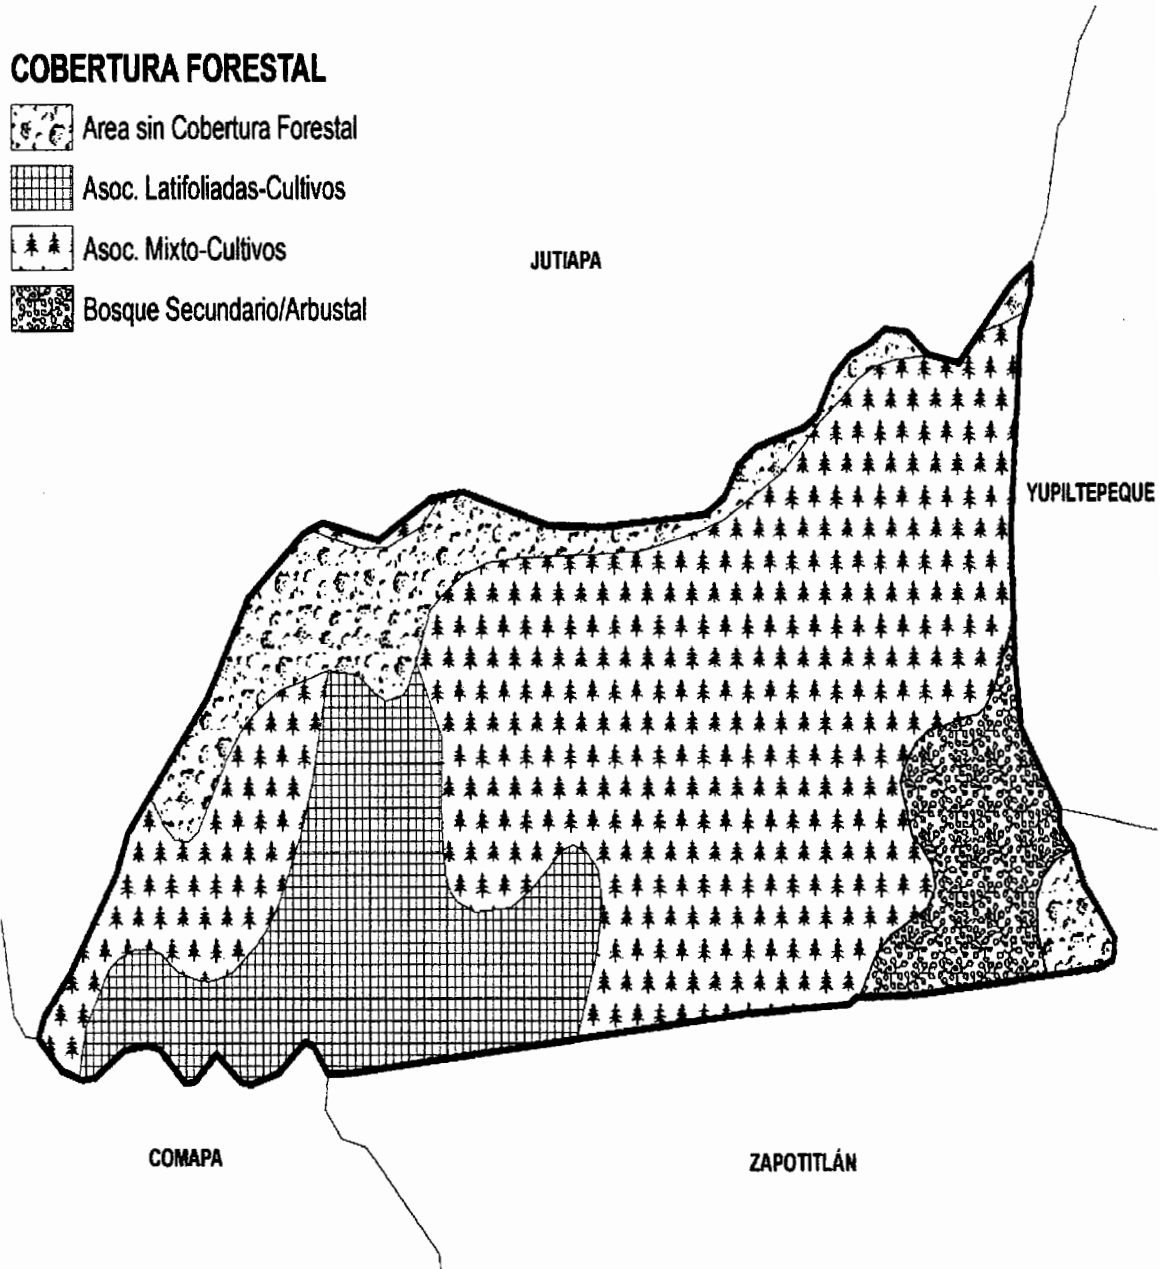 COBERTURA FORESTAL
Area sin Cobertura Forestal
Asoc. Latifoliadas-Cultivos
Asoc. Mixto-Cultivos
Bosque Secundario/Arbustal
JUTIAPA
YUPILTEPEQUE
COMAPA
ZAPOTITLÁN